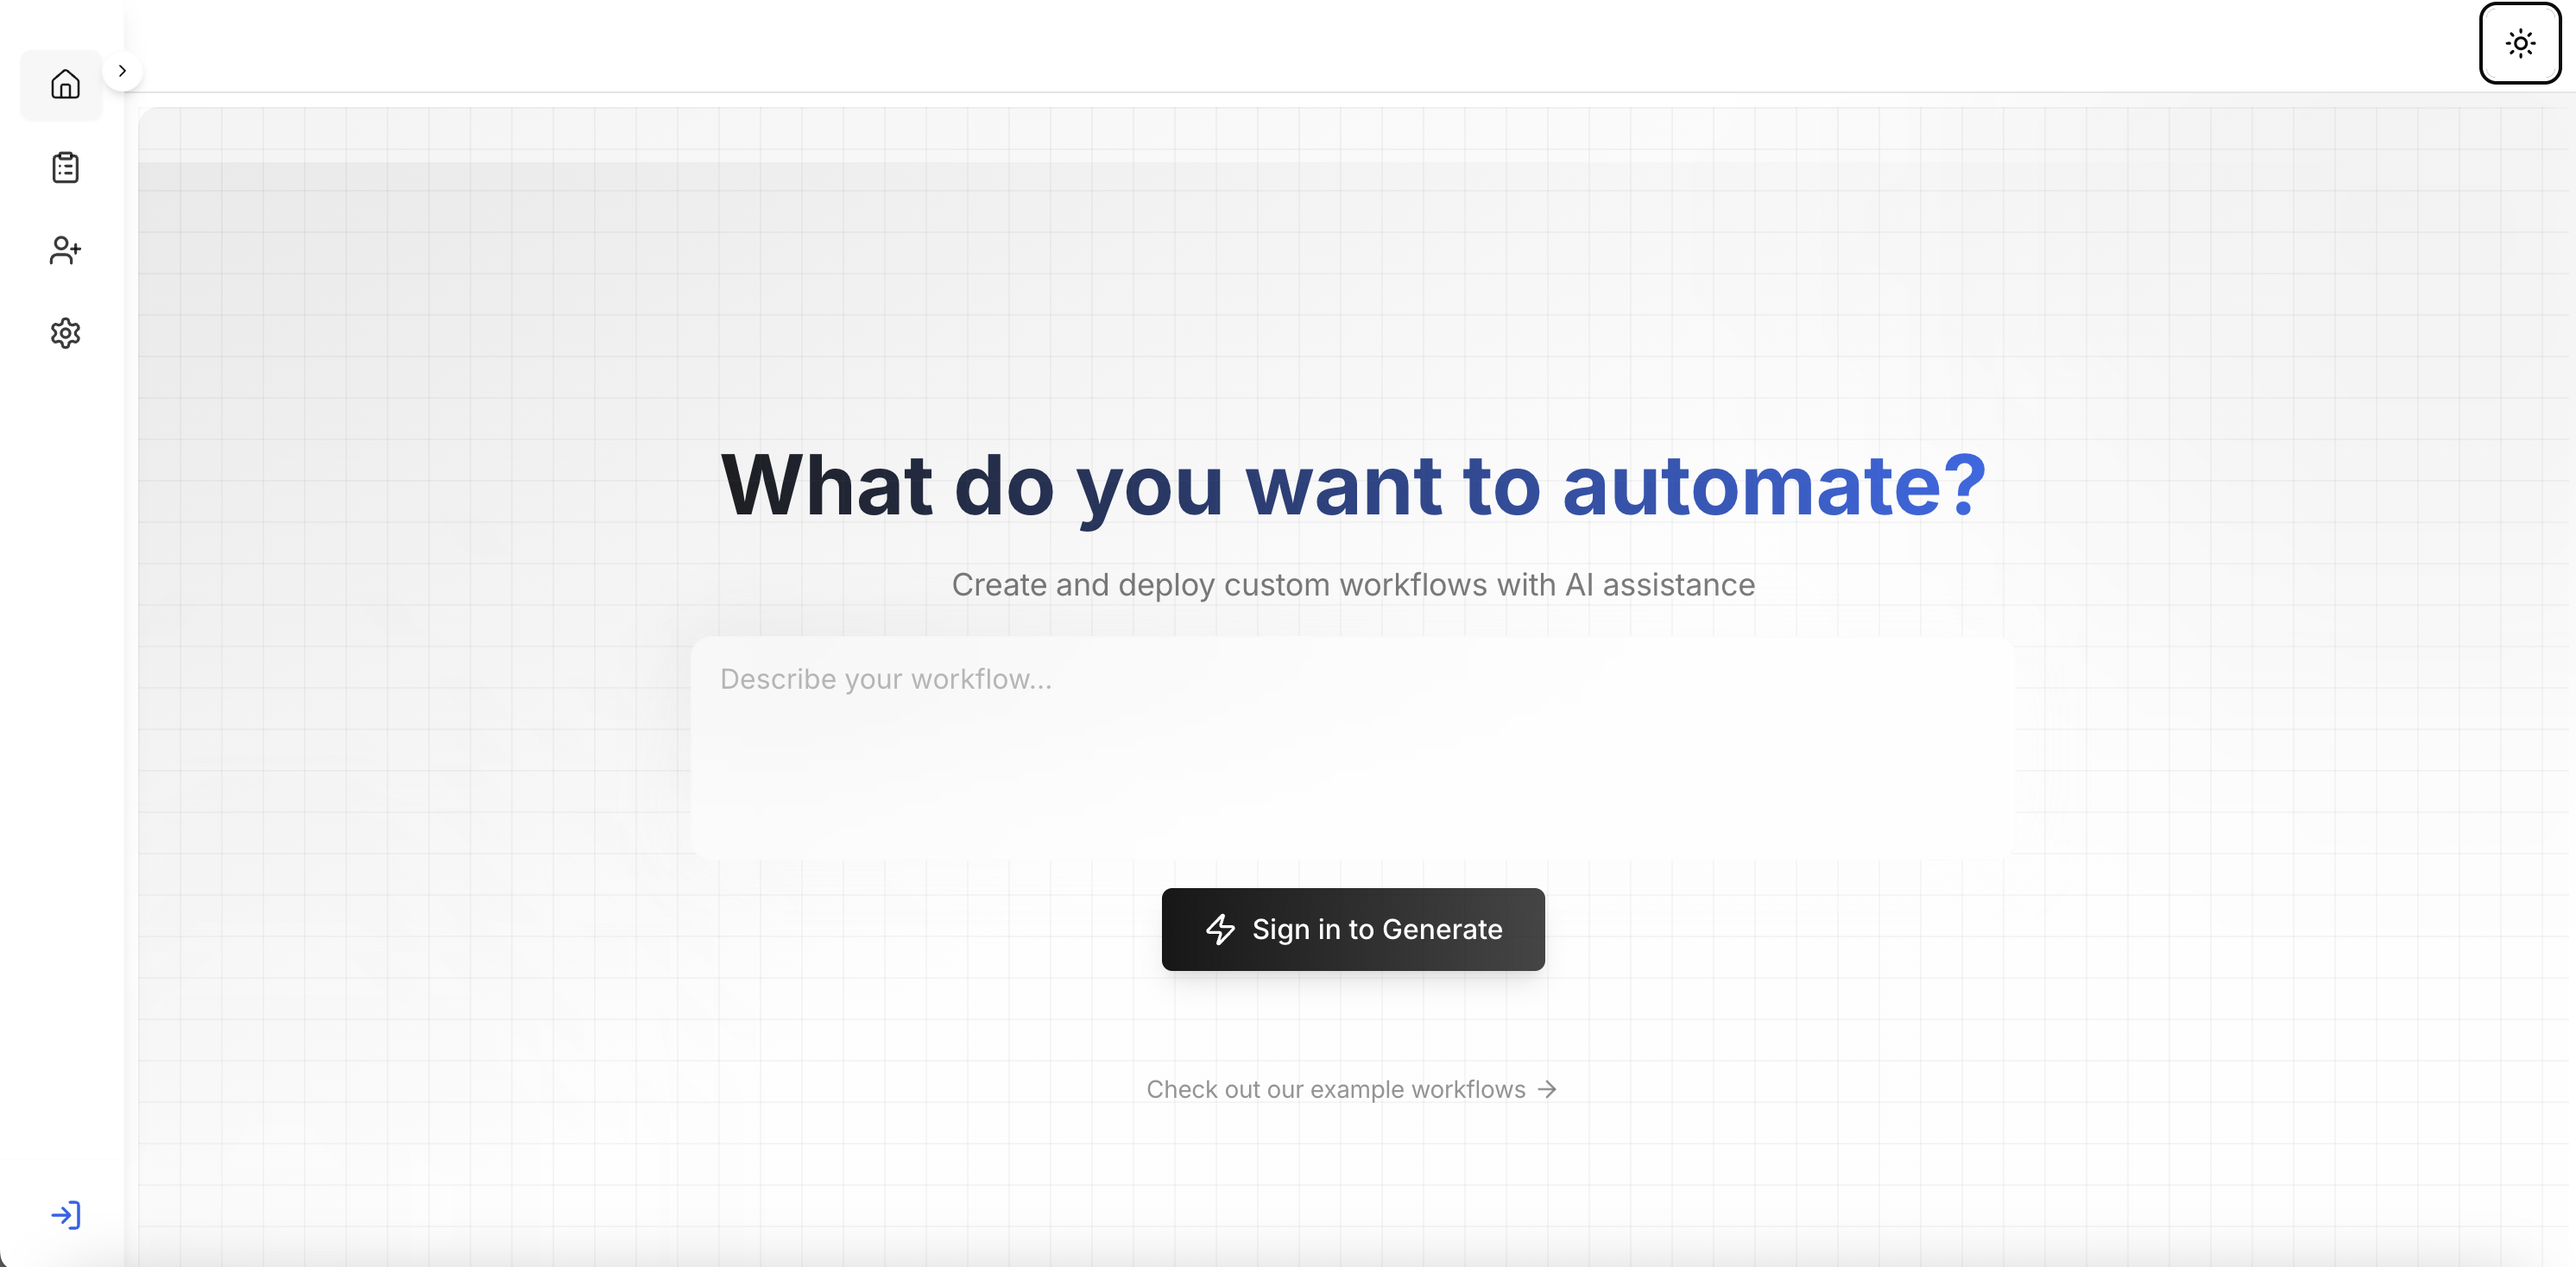 What do you want to automate?
Create and deploy custom workflows with AI assistance
Describe your workflow...
Sign in to Generate
Check out our example workflows →